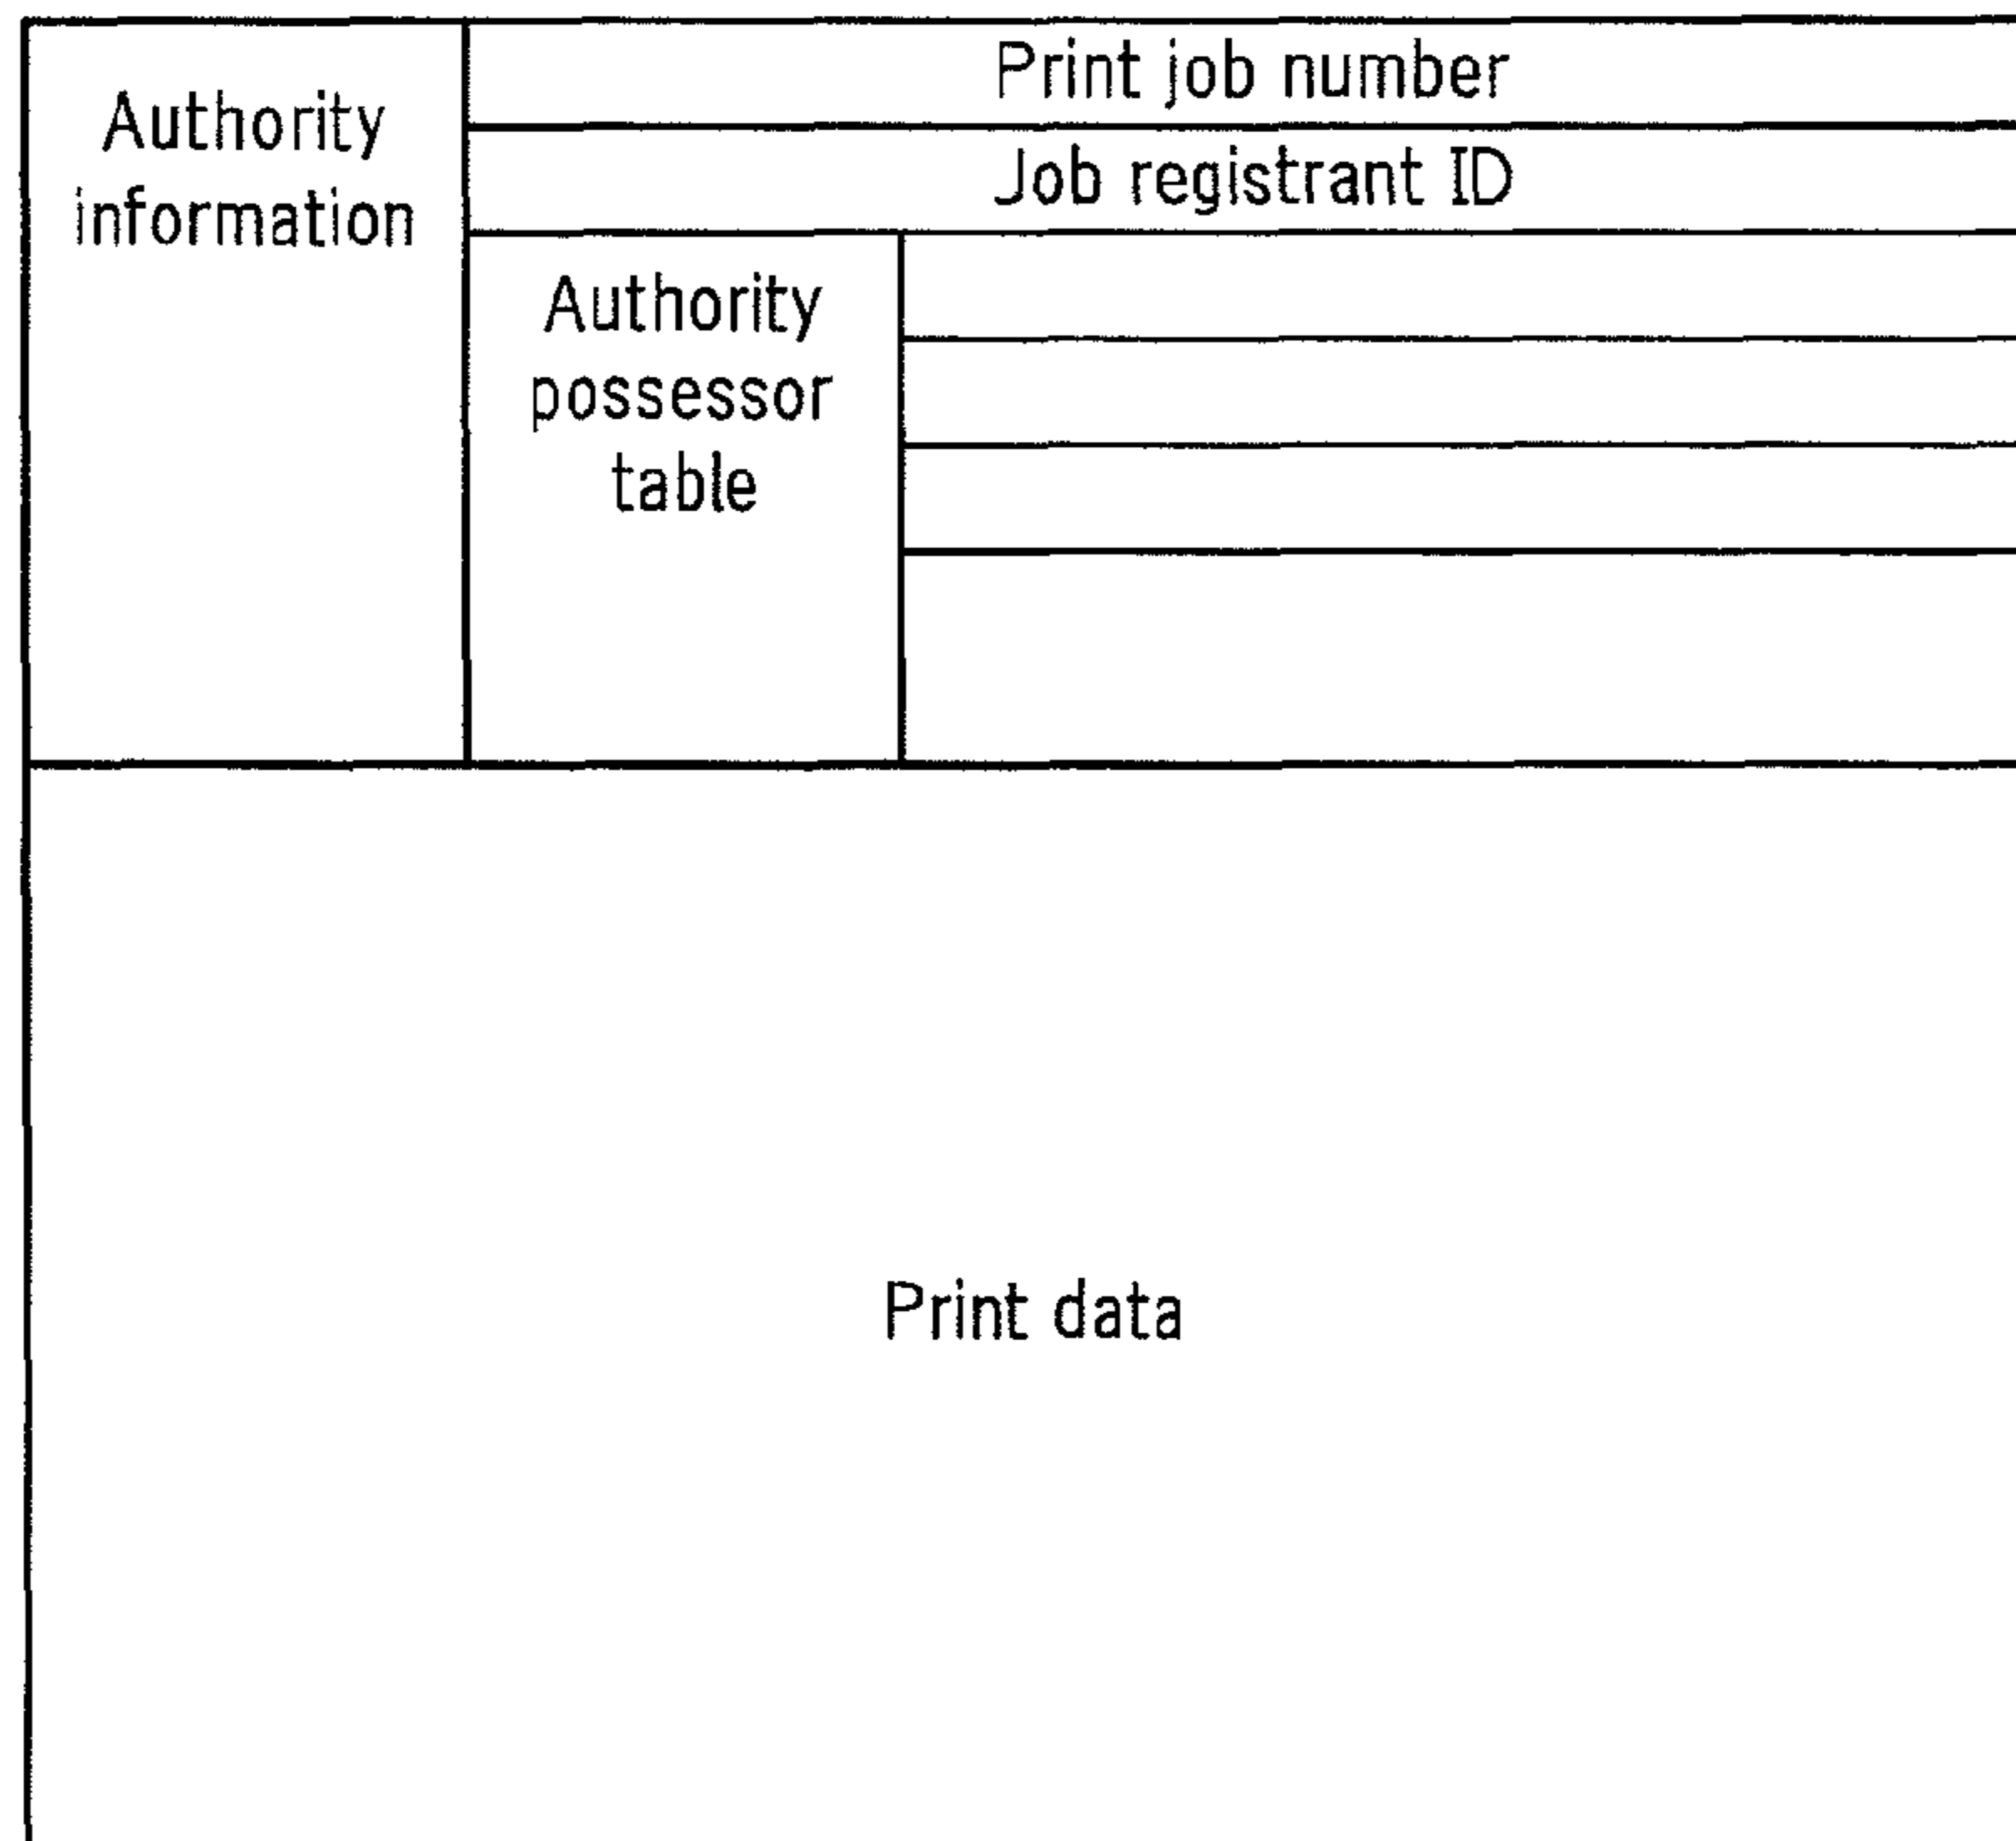 Authority
information
Print job number
Job registrant ID
Authority
possessor
table
Print data